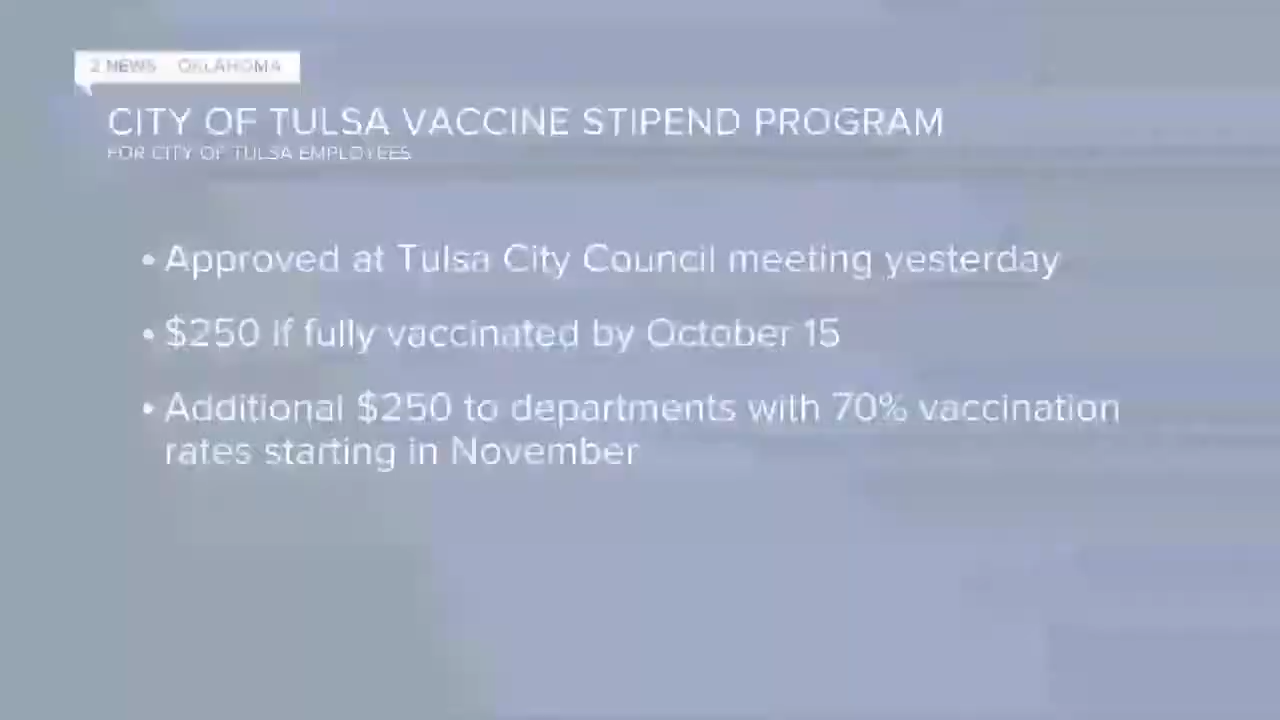 2 NEWS OKLAHOMA
CITY OF TULSA VACCINE STIPEND PROGRAM
FOR CITY OF TULSA EMPLOYEES
• Approved at Tulsa City Council meeting yesterday
• $250 if fully vaccinated by October 15
• Additional $250 to departments with 70% vaccination
rates starting in November